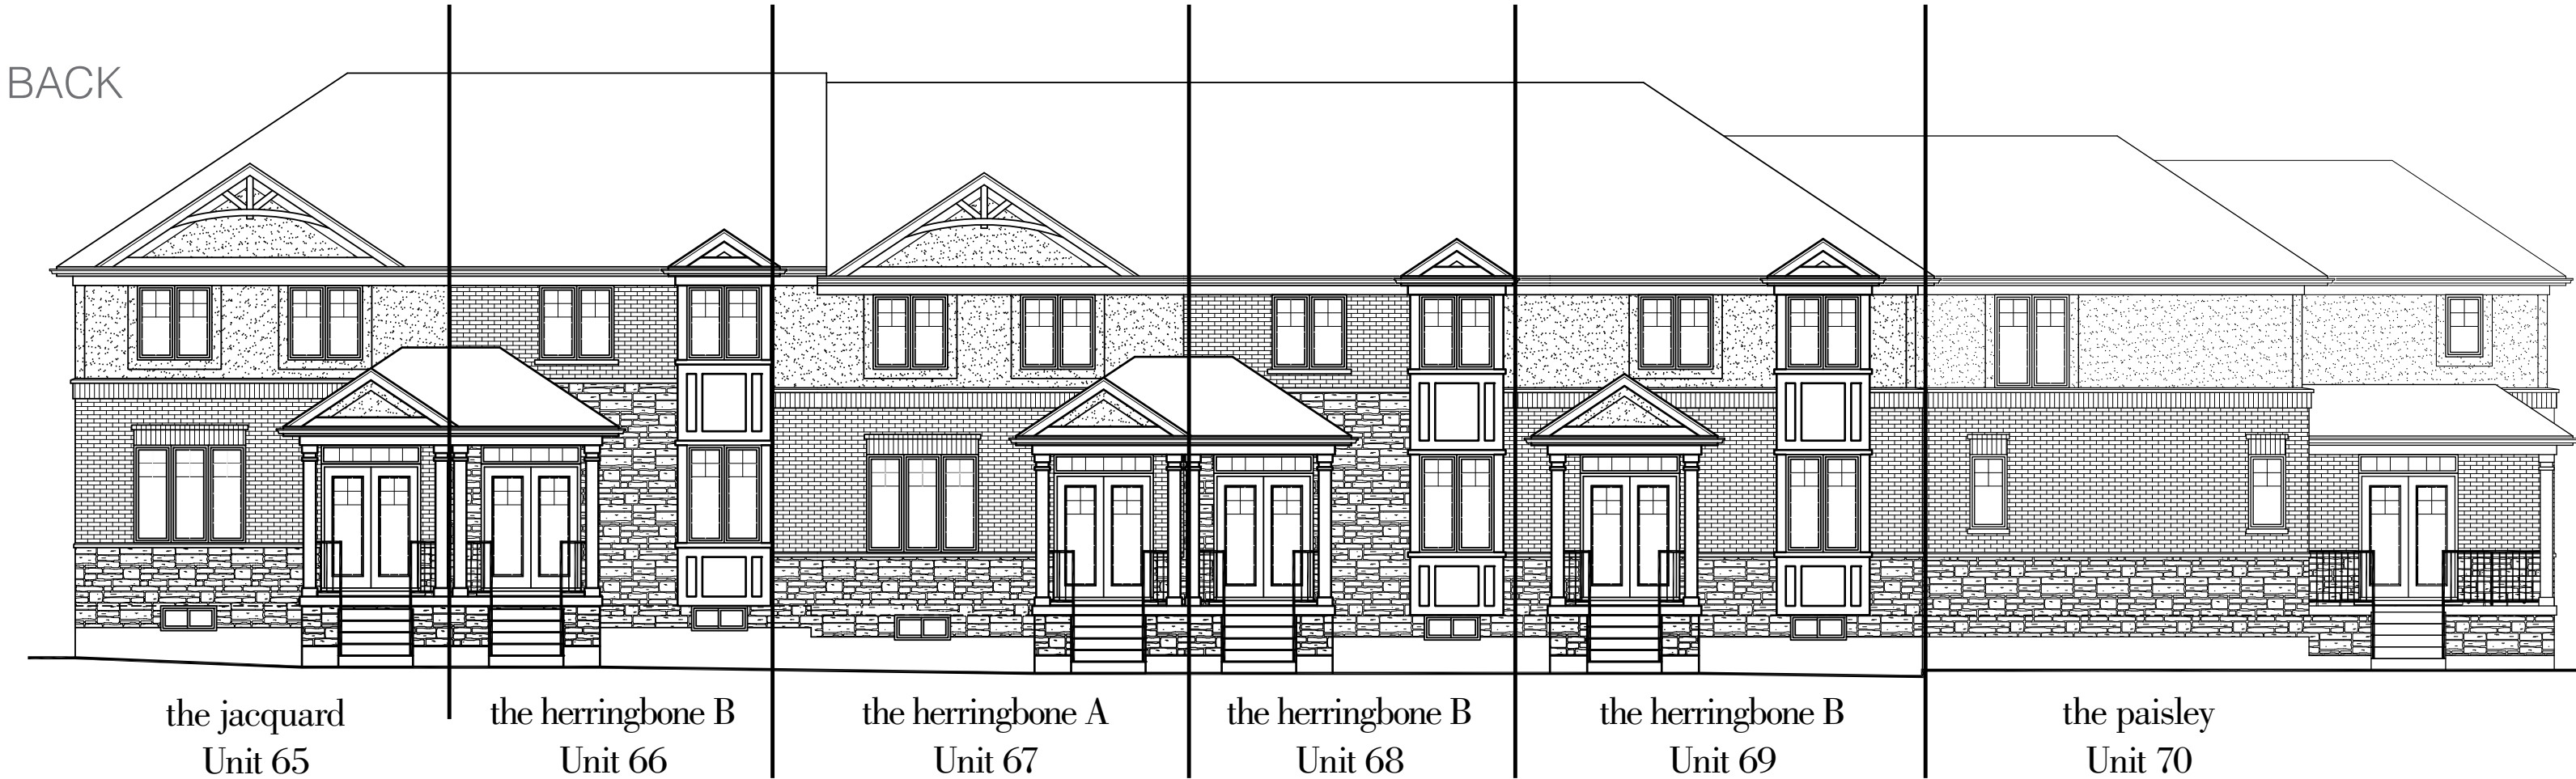 BACK
the jacquard
Unit 65
the herringbone B
Unit 66
the herringbone A
Unit 67
the herringbone B
Unit 68
the herringbone B
Unit 69
the paisley
Unit 70